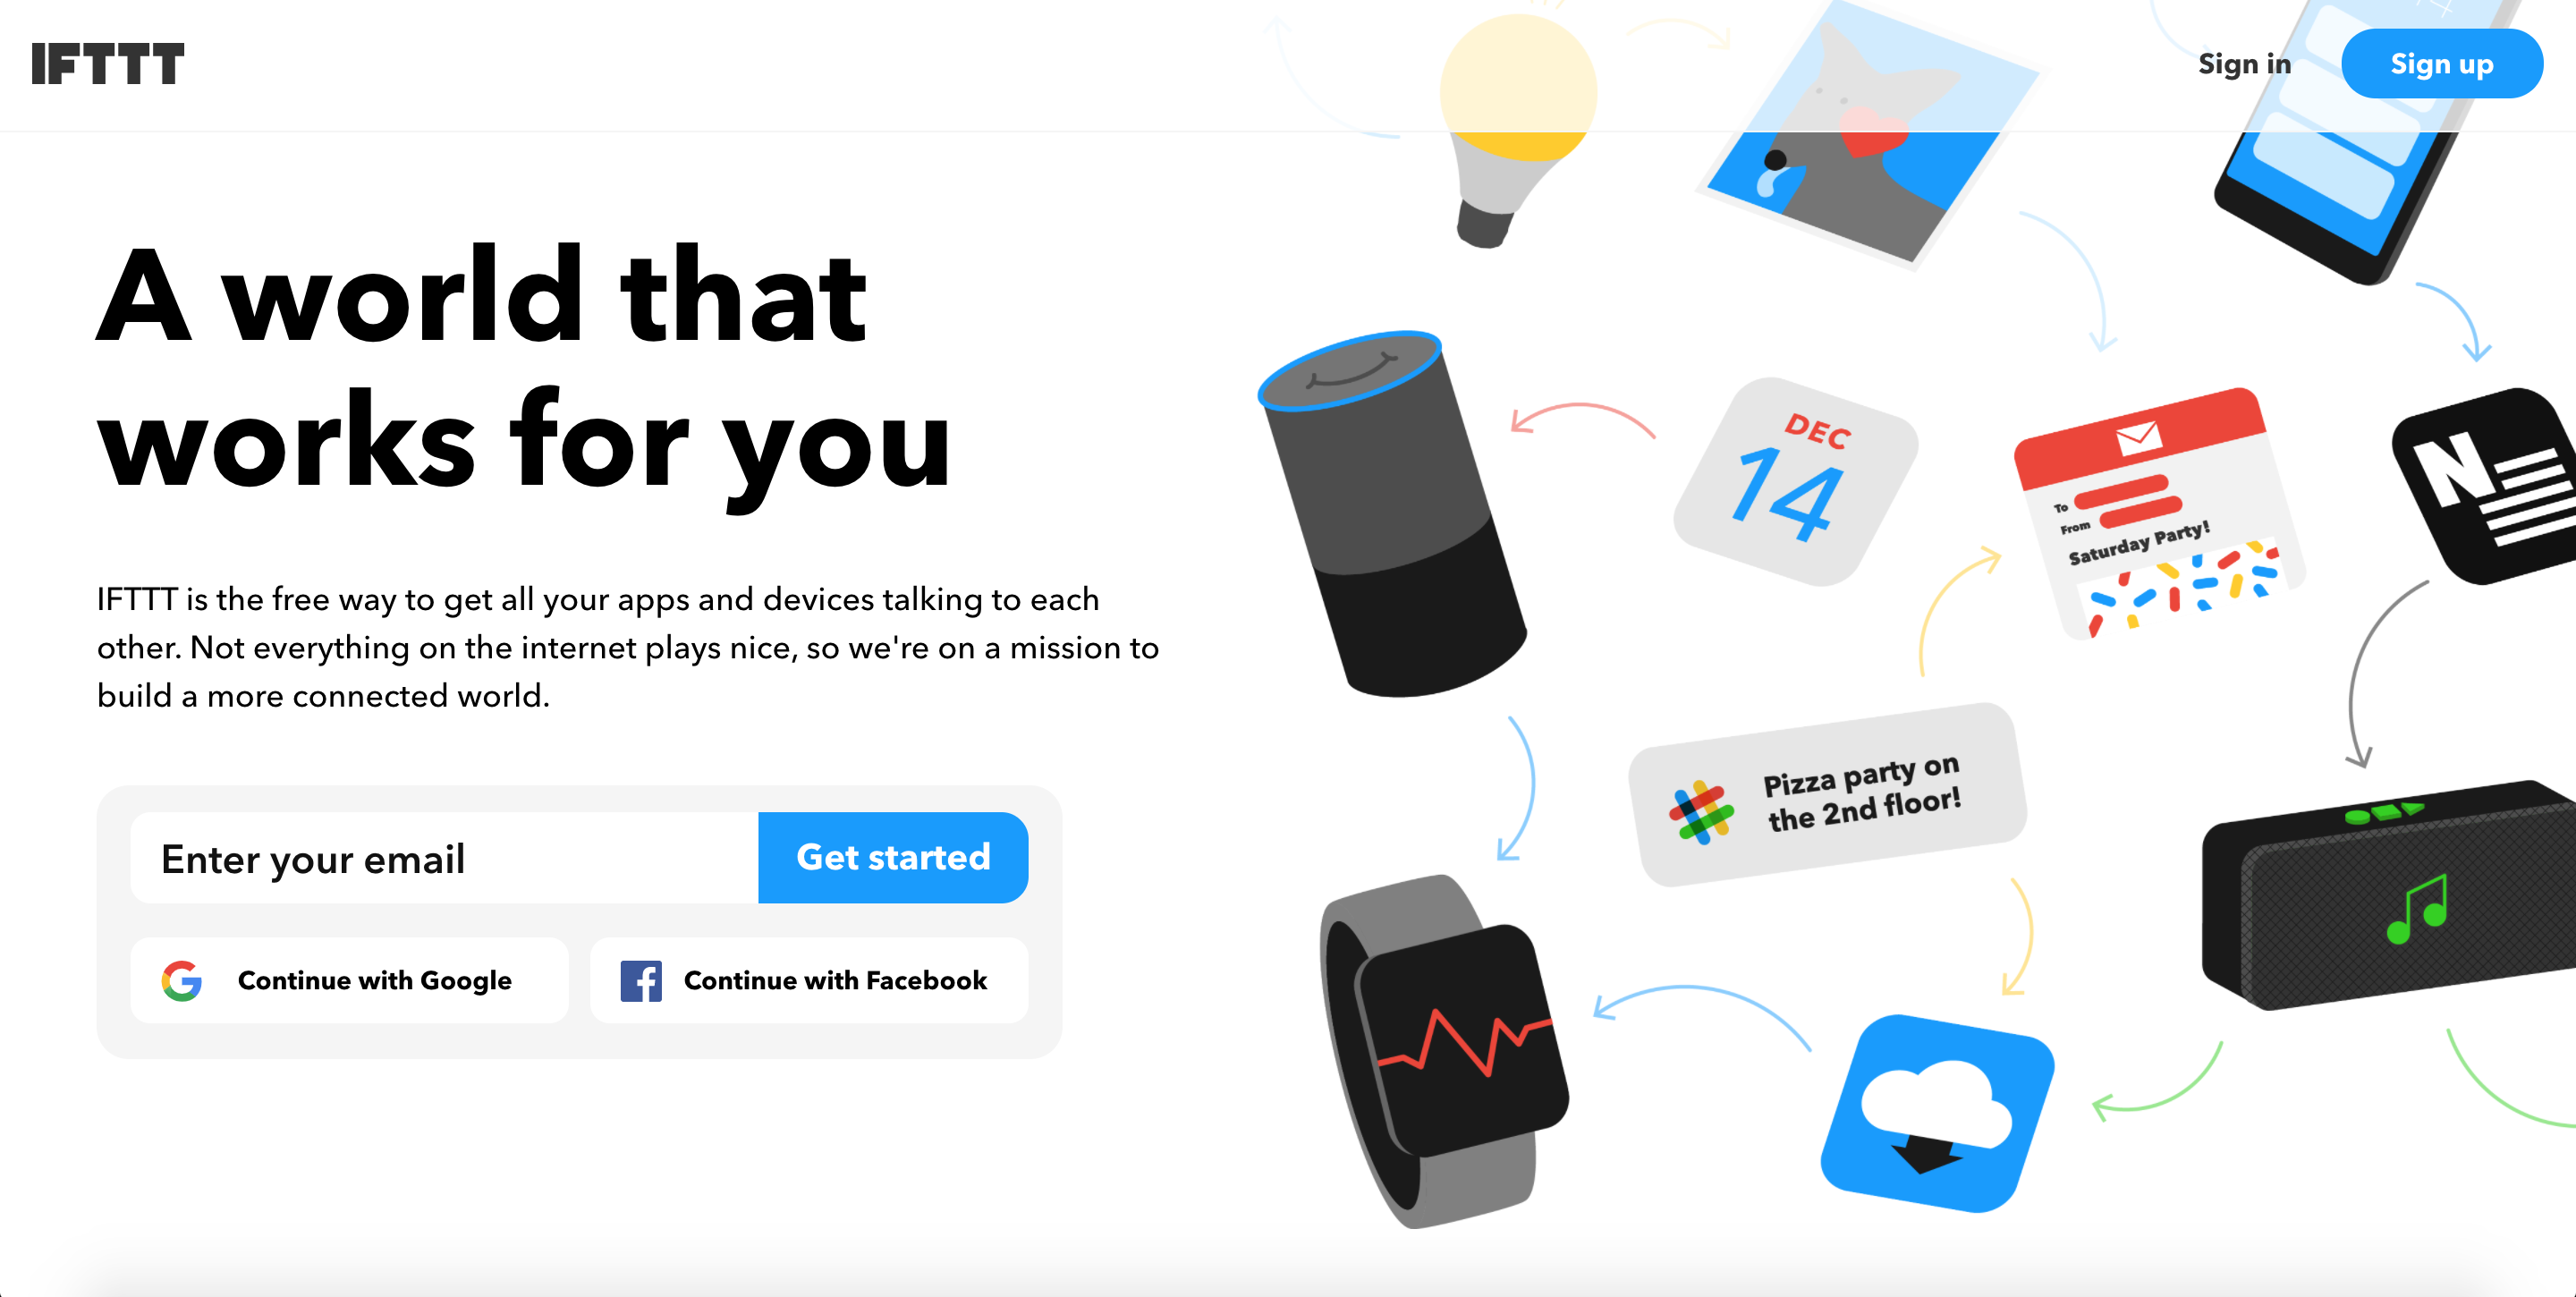 IFTTT
Sign in
Sign up
A world that
works for you
IFTTT is the free way to get all your apps and devices talking to each
other. Not everything on the internet plays nice, so we're on a mission to
build a more connected world.
Enter your email
Get started
Continue with Google
Continue with Facebook
DEC
14
To
From
Saturday Party!
N
Pizza party on
the 2nd floor!